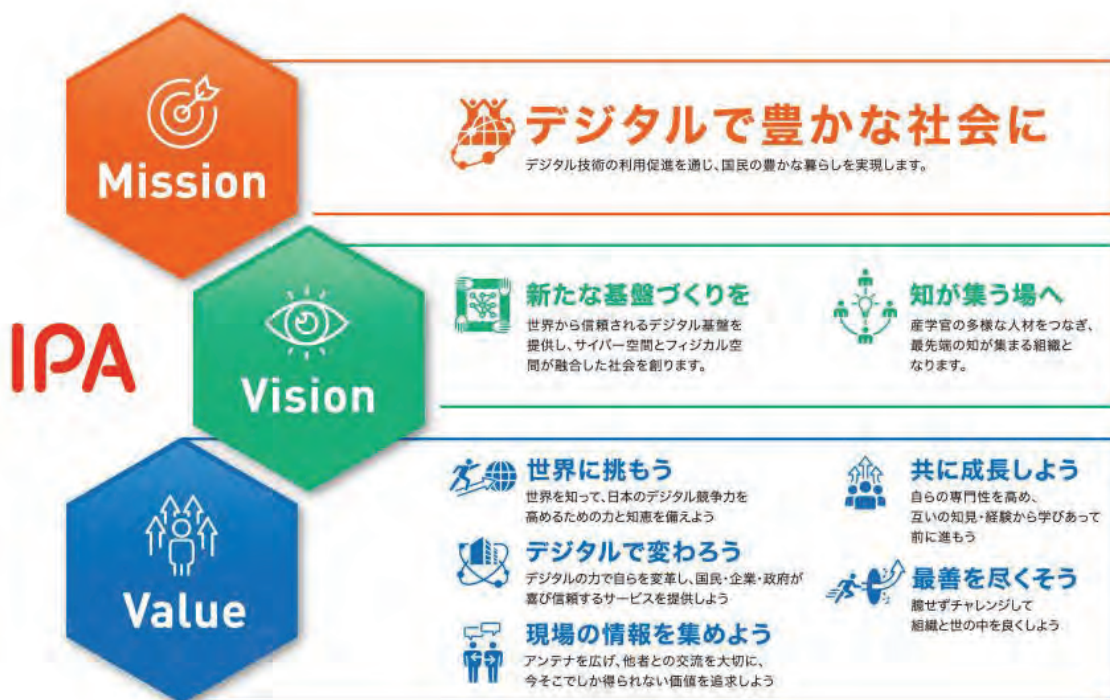 IPA
Mission
デジタルで豊かな社会に
デジタル技術の利用促進を通じ、国民の豊かな暮らしを実現します。
Vision
新たな基盤づくりを
世界から信頼されるデジタル基盤を
提供し、サイバー空間とフィジカル空
間が融合した社会を創ります。
知が集う場へ
産学官の多様な人材をつなぎ、
最先端の知が集まる組織と
なります。
Value
世界に挑もう
世界を知って、日本のデジタル競争力を
高めるための力と知恵を備えよう
デジタルで変わろう
デジタルの力で自らを変革し、国民・企業・政府が
喜び信頼するサービスを提供しよう
現場の情報を集めよう
アンテナを広げ、他者との交流を大切に、
今そこでしか得られない価値を追求しよう
共に成長しよう
自らの専門性を高め、
互いの知見・経験から学びあって
前に進もう
最善を尽くそう
臆せずチャレンジして
組織と世の中を良くしよう